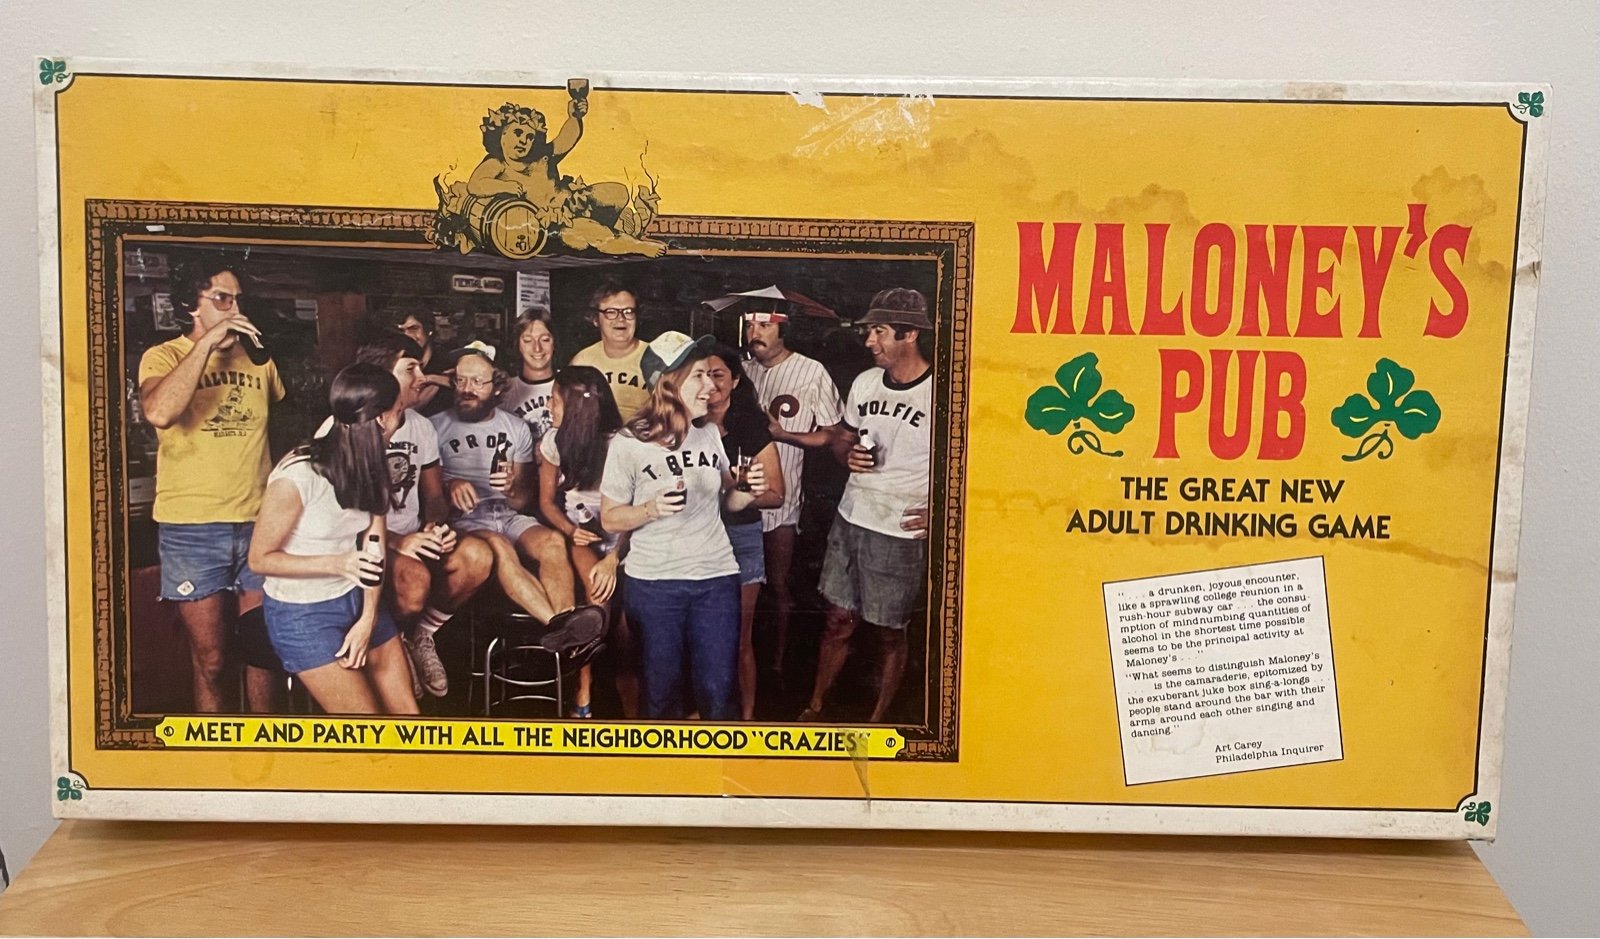 MALONEY'S
PUB
THE GREAT NEW
ADULT DRINKING GAME
MALONEY'S
PROF
T. BEAR
WOLFIE
P
MEET AND PARTY WITH ALL THE NEIGHBORHOOD "CRAZIES"
". . . a drunken, joyous encounter,
like a sprawling college reunion in a
rush-hour subway car . . . the consu-
mption of mindnumbing quantities of
alcohol in the shortest time possible
seems to be the principal activity at
Maloney's . . ."
"What seems to distinguish Maloney's
. . . is the camaraderie, epitomized by
the exuberant juke box sing-a-longs . . .
people stand around the bar with their
arms around each other singing and
dancing."
Art Carey
Philadelphia Inquirer